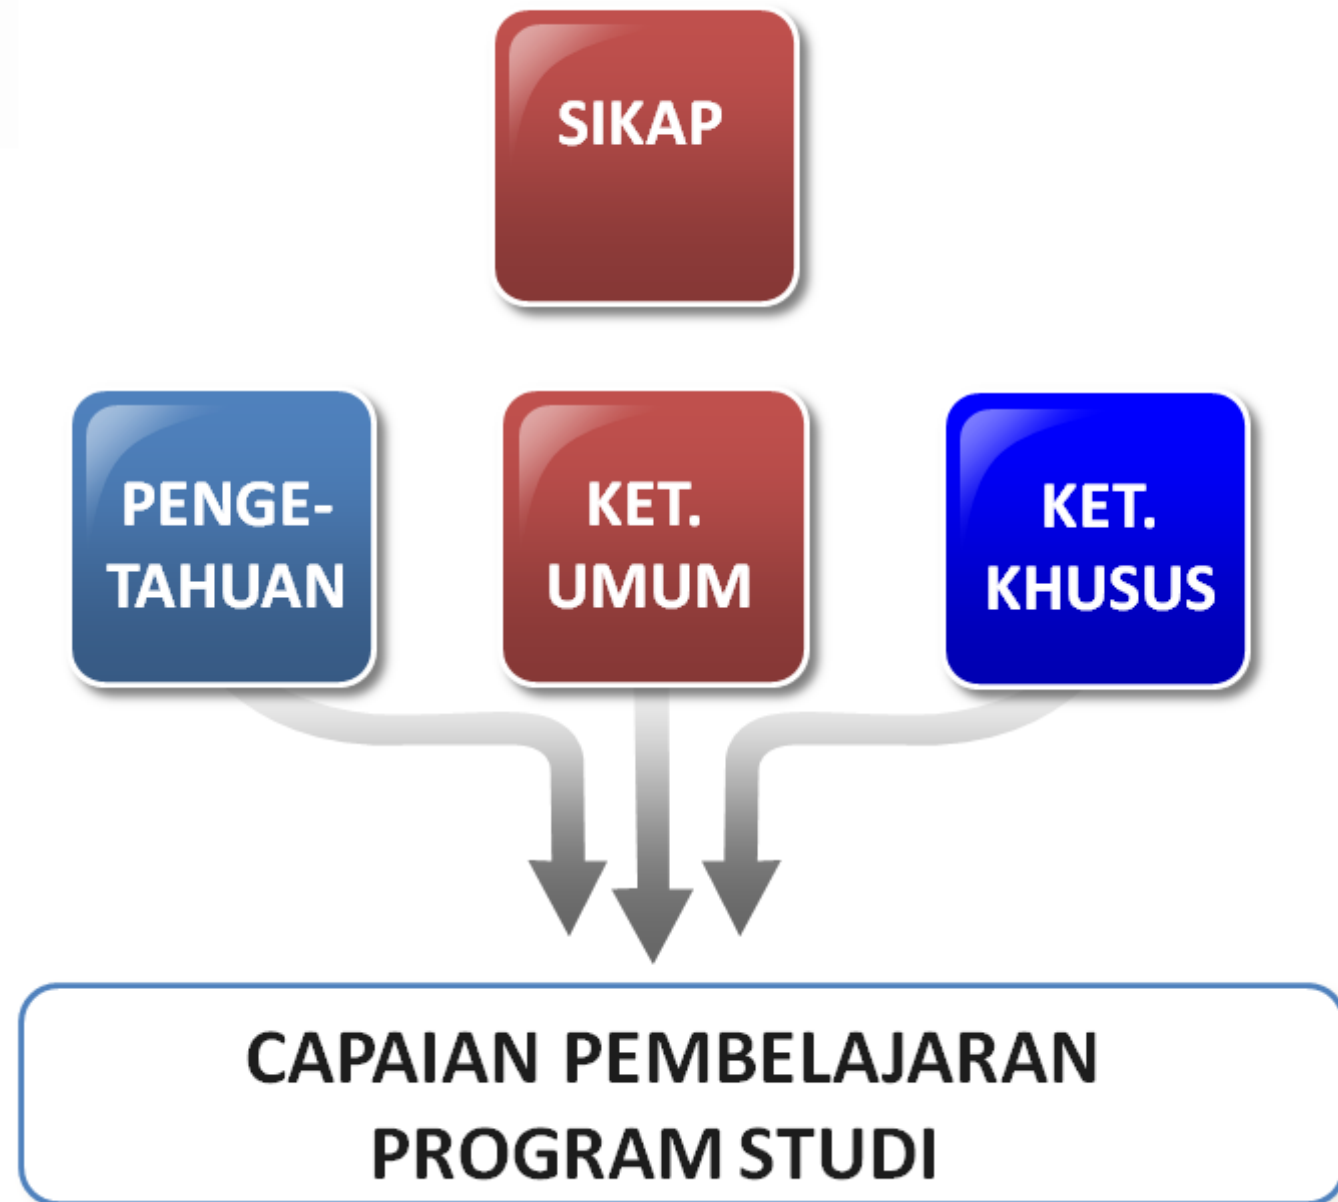 SIKAP
PENGE-
TAHUAN
KET.
UMUM
KET.
KHUSUS
CAPAIAN PEMBELAJARAN
PROGRAM STUDI